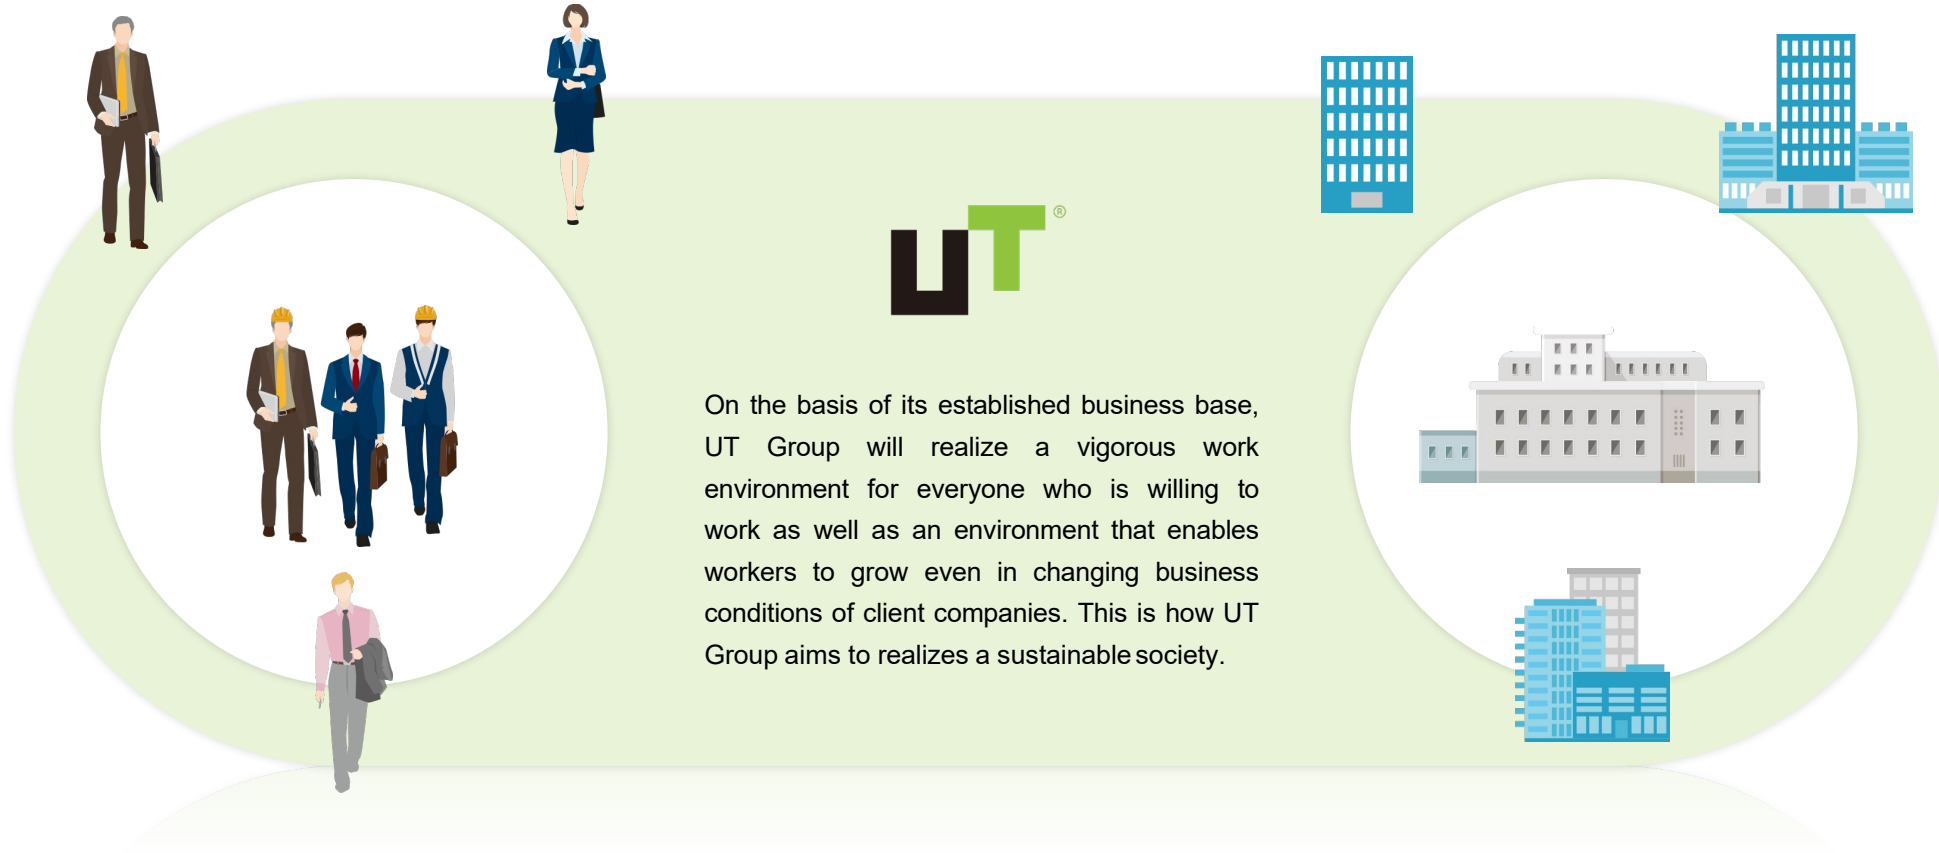 UT®
On the basis of its established business base,
UT Group will realize a vigorous work
environment for everyone who is willing to
work as well as an environment that enables
workers to grow even in changing business
conditions of client companies. This is how UT
Group aims to realizes a sustainable society.